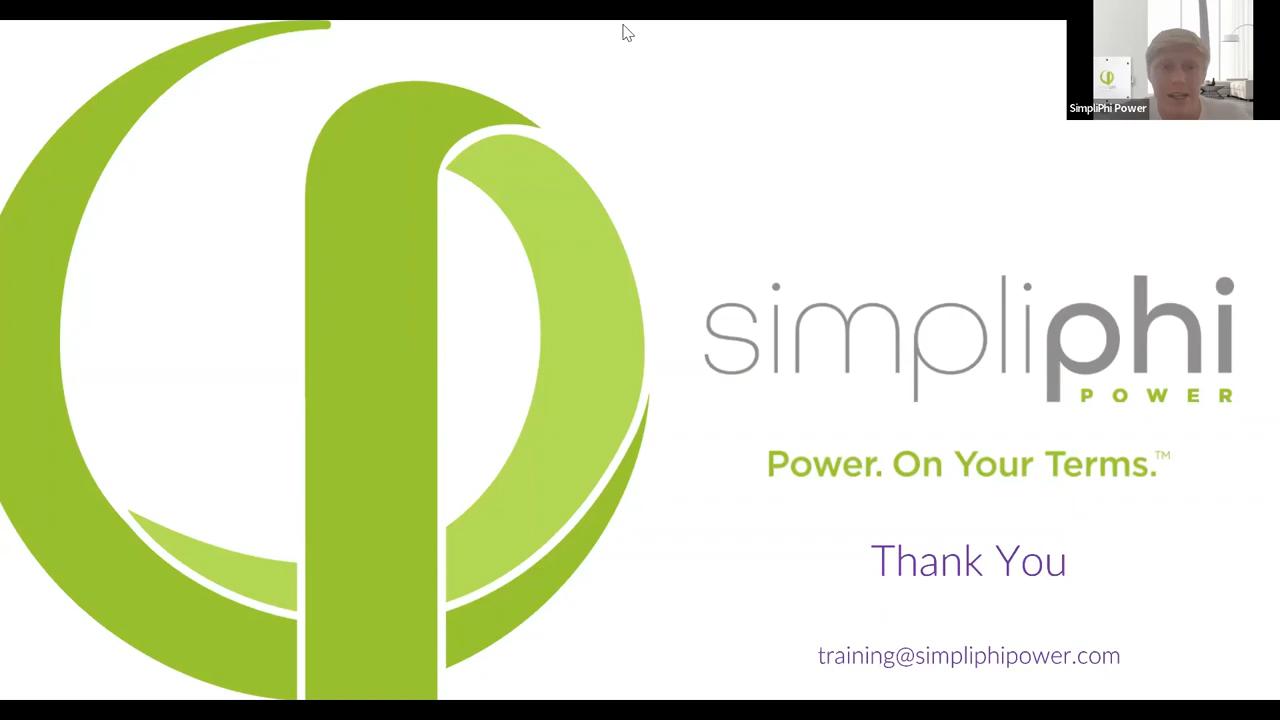 SimpliPhi Power
simpliphi
POWER
Power. On Your Terms.™
Thank You
training@simpliphipower.com